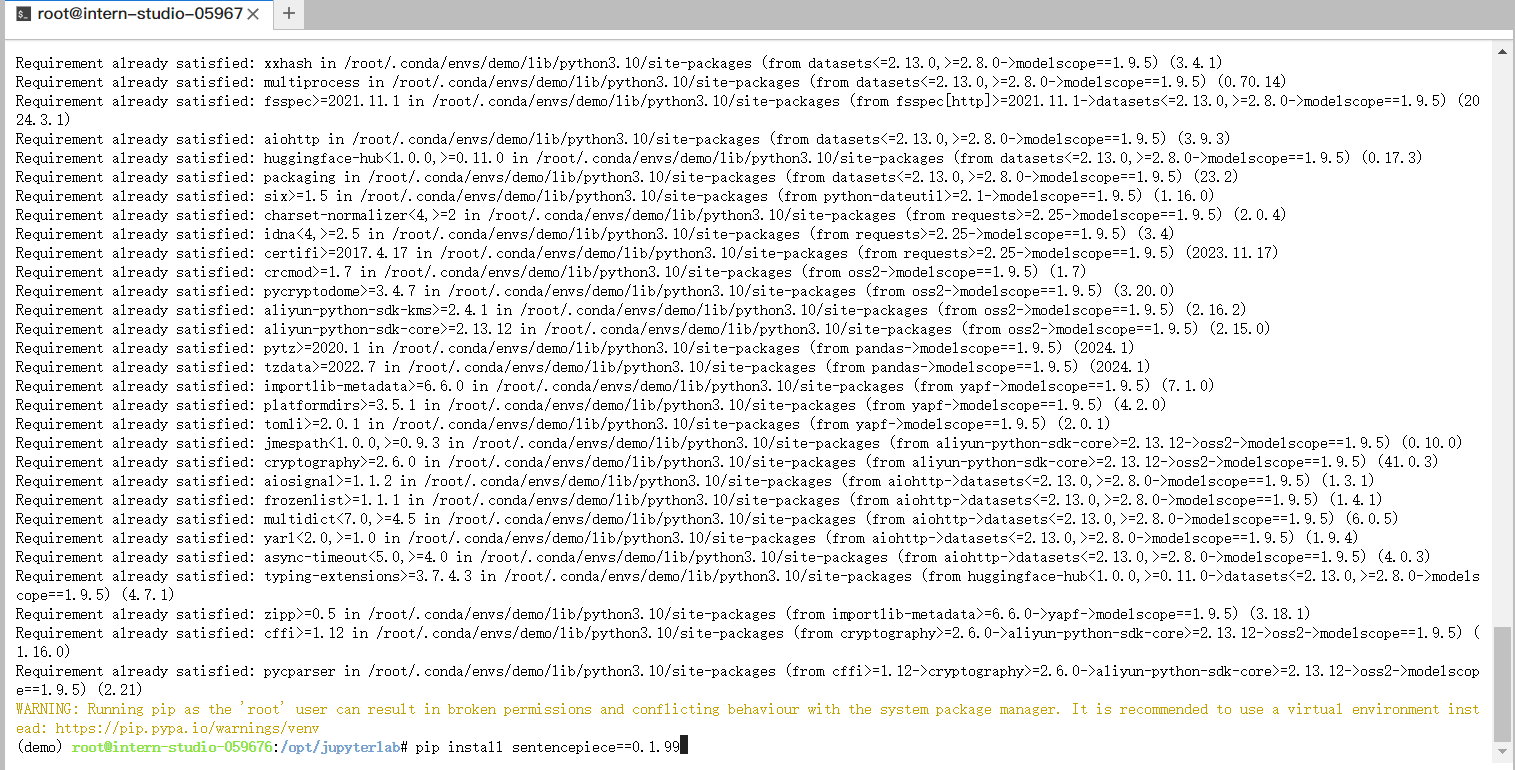 root@intern-studio-05967
Requirement already satisfied: xxhash in /root/.conda/envs/demo/lib/python3.10/site-packages (from datasets<=2.13.0,>=2.8.0->modelscope==1.9.5) (3.4.1)
Requirement already satisfied: multiprocess in /root/.conda/envs/demo/lib/python3.10/site-packages (from datasets<=2.13.0,>=2.8.0->modelscope==1.9.5) (0.70.14)
Requirement already satisfied: fsspec>=2021.11.1 in /root/.conda/envs/demo/lib/python3.10/site-packages (from fsspec[http]>=2021.11.1->datasets<=2.13.0,>=2.8.0->modelscope==1.9.5) (20
24.3.1)
Requirement already satisfied: aiohttp in /root/.conda/envs/demo/lib/python3.10/site-packages (from datasets<=2.13.0,>=2.8.0->modelscope==1.9.5) (3.9.3)
Requirement already satisfied: huggingface-hub<1.0.0,>=0.11.0 in /root/.conda/envs/demo/lib/python3.10/site-packages (from datasets<=2.13.0,>=2.8.0->modelscope==1.9.5) (0.17.3)
Requirement already satisfied: packaging in /root/.conda/envs/demo/lib/python3.10/site-packages (from datasets<=2.13.0,>=2.8.0->modelscope==1.9.5) (23.2)
Requirement already satisfied: six>=1.5 in /root/.conda/envs/demo/lib/python3.10/site-packages (from python-dateutil>=2.1->modelscope==1.9.5) (1.16.0)
Requirement already satisfied: charset-normalizer<4,>=2 in /root/.conda/envs/demo/lib/python3.10/site-packages (from requests>=2.25->modelscope==1.9.5) (2.0.4)
Requirement already satisfied: idna<4,>=2.5 in /root/.conda/envs/demo/lib/python3.10/site-packages (from requests>=2.25->modelscope==1.9.5) (3.4)
Requirement already satisfied: certifi>=2017.4.17 in /root/.conda/envs/demo/lib/python3.10/site-packages (from requests>=2.25->modelscope==1.9.5) (2023.11.17)
Requirement already satisfied: crcmod>=1.7 in /root/.conda/envs/demo/lib/python3.10/site-packages (from oss2->modelscope==1.9.5) (1.7)
Requirement already satisfied: pycryptodome>=3.4.7 in /root/.conda/envs/demo/lib/python3.10/site-packages (from oss2->modelscope==1.9.5) (3.20.0)
Requirement already satisfied: aliyun-python-sdk-kms>=2.4.1 in /root/.conda/envs/demo/lib/python3.10/site-packages (from oss2->modelscope==1.9.5) (2.16.2)
Requirement already satisfied: aliyun-python-sdk-core>=2.13.12 in /root/.conda/envs/demo/lib/python3.10/site-packages (from oss2->modelscope==1.9.5) (2.15.0)
Requirement already satisfied: pytz>=2020.1 in /root/.conda/envs/demo/lib/python3.10/site-packages (from pandas->modelscope==1.9.5) (2024.1)
Requirement already satisfied: tzdata>=2022.7 in /root/.conda/envs/demo/lib/python3.10/site-packages (from pandas->modelscope==1.9.5) (2024.1)
Requirement already satisfied: importlib-metadata>=6.6.0 in /root/.conda/envs/demo/lib/python3.10/site-packages (from yapf->modelscope==1.9.5) (7.1.0)
Requirement already satisfied: platformdirs>=3.5.1 in /root/.conda/envs/demo/lib/python3.10/site-packages (from yapf->modelscope==1.9.5) (4.2.0)
Requirement already satisfied: tomli>=2.0.1 in /root/.conda/envs/demo/lib/python3.10/site-packages (from yapf->modelscope==1.9.5) (2.0.1)
Requirement already satisfied: jmespath<1.0.0,>=0.9.3 in /root/.conda/envs/demo/lib/python3.10/site-packages (from aliyun-python-sdk-core>=2.13.12->oss2->modelscope==1.9.5) (0.10.0)
Requirement already satisfied: cryptography>=2.6.0 in /root/.conda/envs/demo/lib/python3.10/site-packages (from aliyun-python-sdk-core>=2.13.12->oss2->modelscope==1.9.5) (41.0.3)
Requirement already satisfied: aiosignal>=1.1.2 in /root/.conda/envs/demo/lib/python3.10/site-packages (from aiohttp->datasets<=2.13.0,>=2.8.0->modelscope==1.9.5) (1.3.1)
Requirement already satisfied: frozenlist>=1.1.1 in /root/.conda/envs/demo/lib/python3.10/site-packages (from aiohttp->datasets<=2.13.0,>=2.8.0->modelscope==1.9.5) (1.4.1)
Requirement already satisfied: multidict<7.0,>=4.5 in /root/.conda/envs/demo/lib/python3.10/site-packages (from aiohttp->datasets<=2.13.0,>=2.8.0->modelscope==1.9.5) (6.0.5)
Requirement already satisfied: yarl<2.0,>=1.0 in /root/.conda/envs/demo/lib/python3.10/site-packages (from aiohttp->datasets<=2.13.0,>=2.8.0->modelscope==1.9.5) (1.9.4)
Requirement already satisfied: async-timeout<5.0,>=4.0 in /root/.conda/envs/demo/lib/python3.10/site-packages (from aiohttp->datasets<=2.13.0,>=2.8.0->modelscope==1.9.5) (4.0.3)
Requirement already satisfied: typing-extensions>=3.7.4.3 in /root/.conda/envs/demo/lib/python3.10/site-packages (from huggingface-hub<1.0.0,>=0.11.0->datasets<=2.13.0,>=2.8.0->models
cope==1.9.5) (4.7.1)
Requirement already satisfied: zipp>=0.5 in /root/.conda/envs/demo/lib/python3.10/site-packages (from importlib-metadata>=6.6.0->yapf->modelscope==1.9.5) (3.18.1)
Requirement already satisfied: cffi>=1.12 in /root/.conda/envs/demo/lib/python3.10/site-packages (from cryptography>=2.6.0->aliyun-python-sdk-core>=2.13.12->oss2->modelscope==1.9.5) (
1.16.0)
Requirement already satisfied: pycparser in /root/.conda/envs/demo/lib/python3.10/site-packages (from cffi>=1.12->cryptography>=2.6.0->aliyun-python-sdk-core>=2.13.12->oss2->modelscop
e==1.9.5) (2.21)
WARNING: Running pip as the 'root' user can result in broken permissions and conflicting behaviour with the system package manager. It is recommended to use a virtual environment inst
ead: https://pip.pypa.io/warnings/venv
(demo) root@intern-studio-059676:/opt/jupyterlab# pip install sentencepiece==0.1.99